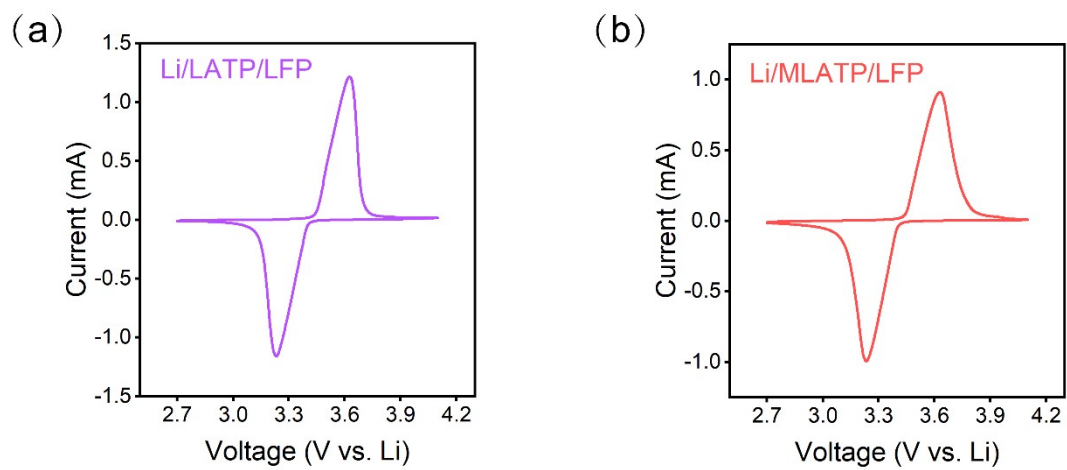 (a)
Li/LATP/LFP
1.5
1.0
0.5
0.0
-0.5
-1.0
-1.5
Current (mA)
2.7 3.0 3.3 3.6 3.9 4.2
Voltage (V vs. Li)
(b)
Li/MLATP/LFP
1.0
0.5
0.0
-0.5
-1.0
Current (mA)
2.7 3.0 3.3 3.6 3.9 4.2
Voltage (V vs. Li)